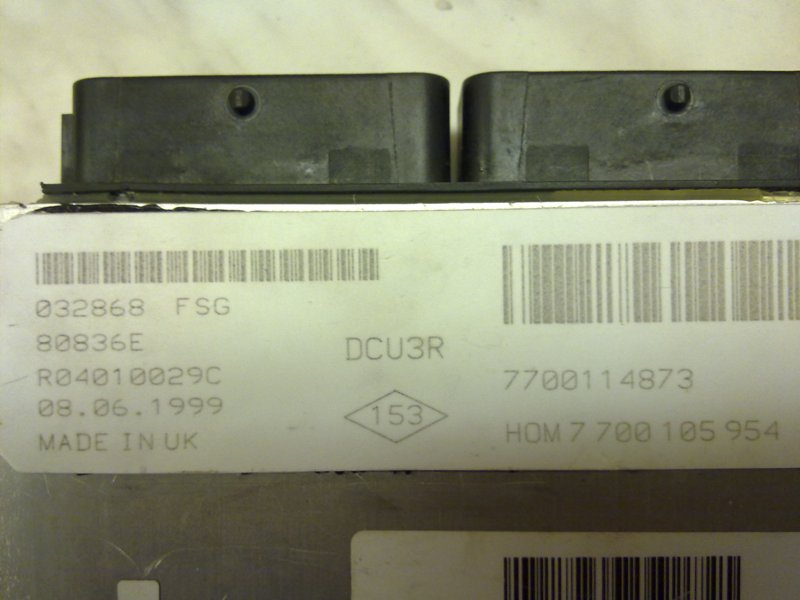 032868 FSG
80836E
R04010029C
08.06.1999
MADE IN UK
DCU3R
153
7700114873
HOM 7 700 105 954